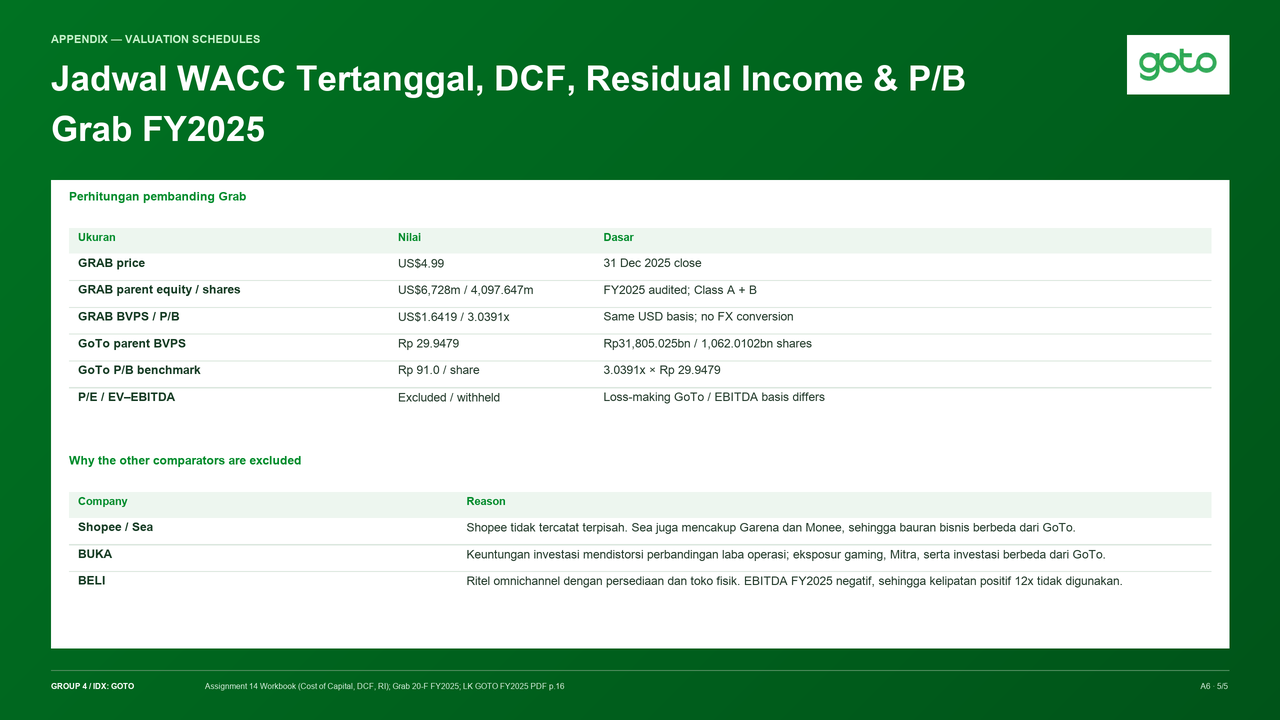 APPENDIX — VALUATION SCHEDULES
Jadwal WACC Tertanggal, DCF, Residual Income & P/B
Grab FY2025
goto
Perhitungan pembanding Grab
Ukuran Nilai Dasar
GRAB price US$4.99 31 Dec 2025 close
GRAB parent equity / shares US$6,728m / 4,097.647m FY2025 audited; Class A + B
GRAB BVPS / P/B US$1.6419 / 3.0391x Same USD basis; no FX conversion
GoTo parent BVPS Rp 29.9479 Rp31,805.025bn / 1,062.0102bn shares
GoTo P/B benchmark Rp 91.0 / share 3.0391x × Rp 29.9479
P/E / EV–EBITDA Excluded / withheld Loss-making GoTo / EBITDA basis differs
Why the other comparators are excluded
Company Reason
Shopee / Sea Shopee tidak tercatat terpisah. Sea juga mencakup Garena dan Monee, sehingga bauran bisnis berbeda dari GoTo.
BUKA Keuntungan investasi mendistorsi perbandingan laba operasi; eksposur gaming, Mitra, serta investasi berbeda dari GoTo.
BELI Ritel omnichannel dengan persediaan dan toko fisik. EBITDA FY2025 negatif, sehingga kelipatan positif 12x tidak digunakan.
GROUP 4 / IDX: GOTO Assignment 14 Workbook (Cost of Capital, DCF, RI); Grab 20-F FY2025; LK GOTO FY2025 PDF p.16 A6 · 5/5